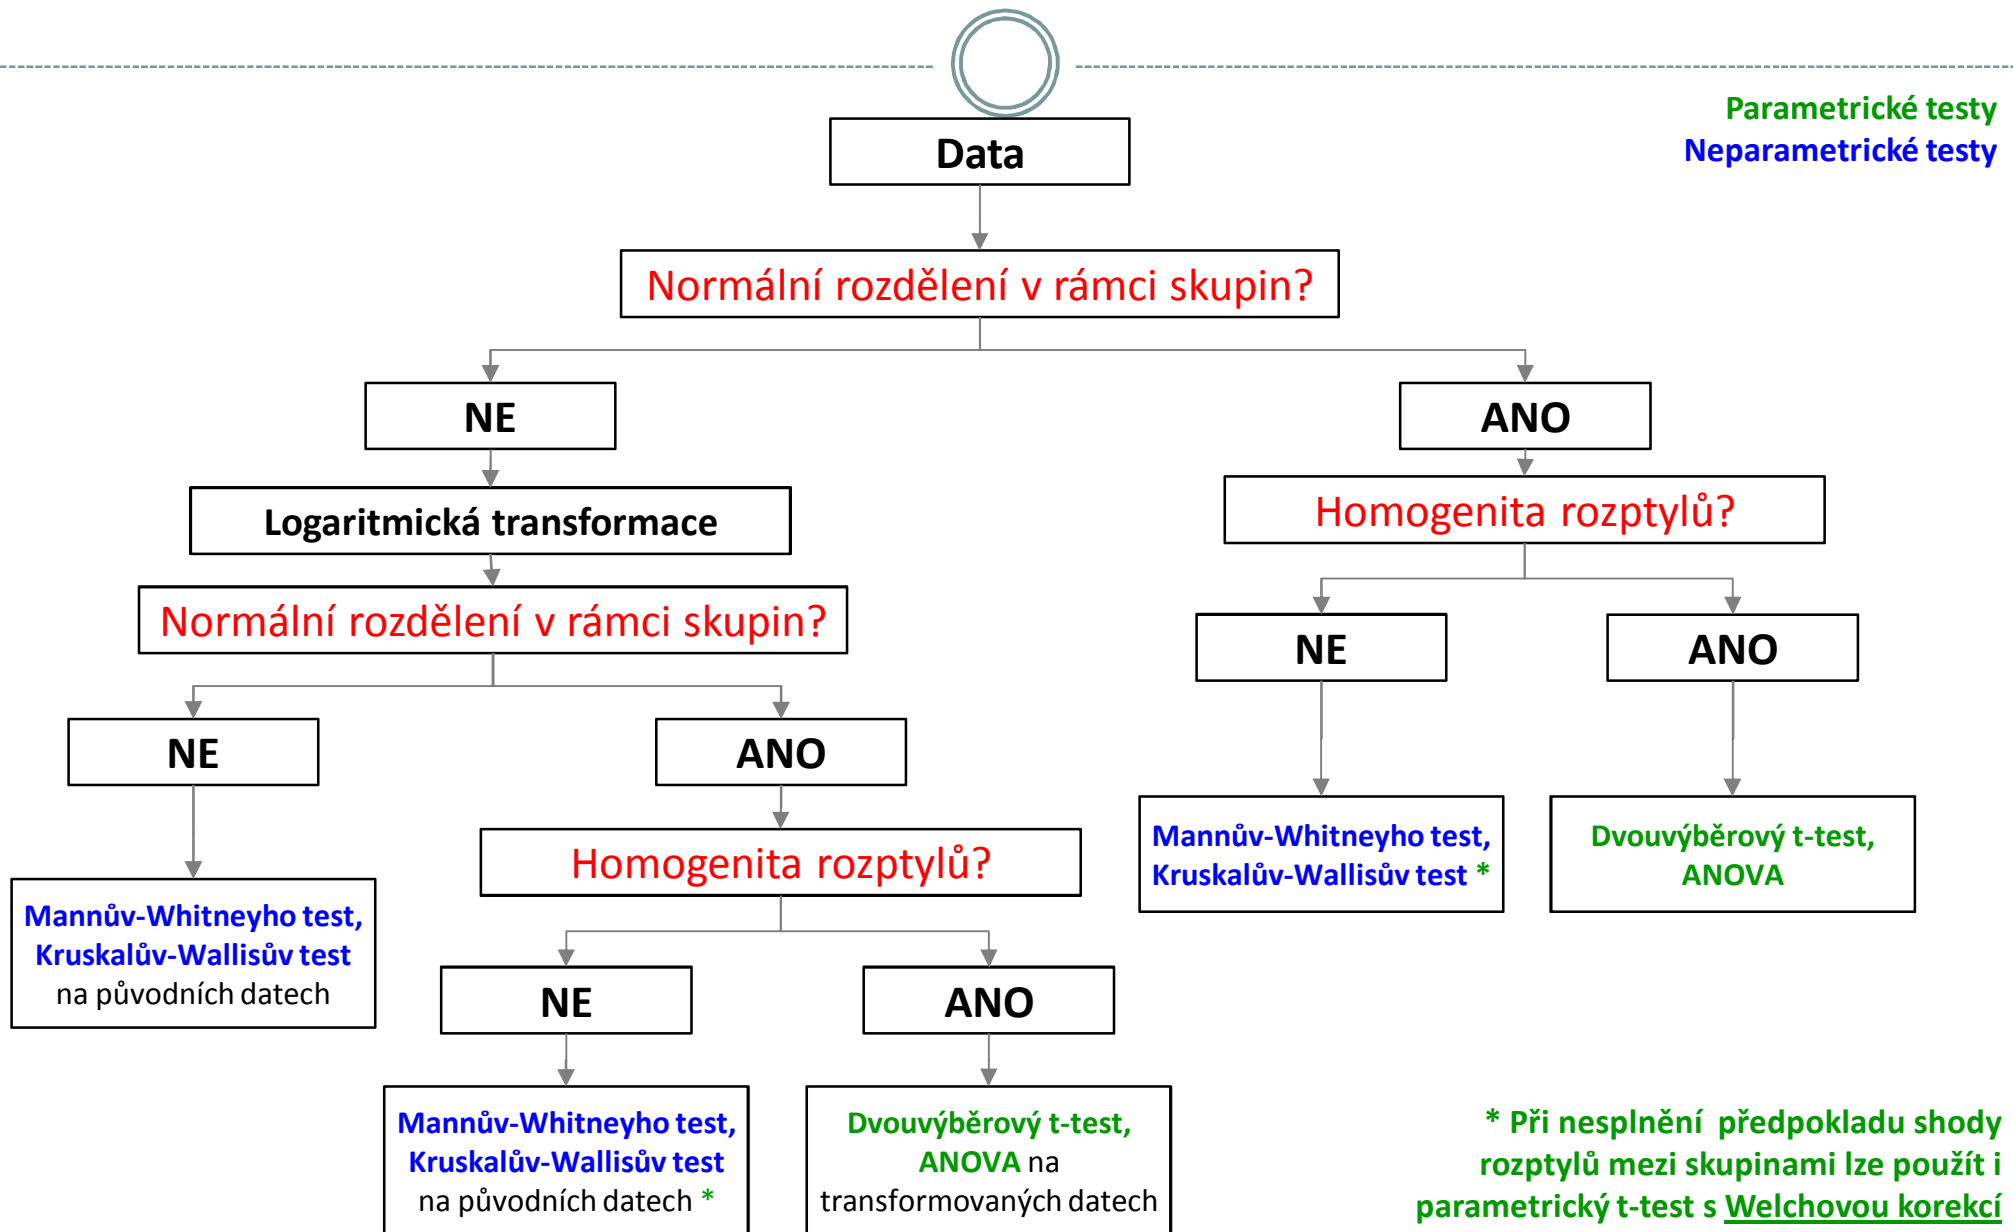 Parametrické testy
Neparametrické testy
Data
Normální rozdělení v rámci skupin?
NE
ANO
Logaritmická transformace
Homogenita rozptylů?
Normální rozdělení v rámci skupin?
NE
ANO
NE
ANO
Homogenita rozptylů?
Mannův-Whitneyho test,
Kruskalův-Wallisův test *
Dvouvýběrový t-test,
ANOVA
Mannův-Whitneyho test,
Kruskalův-Wallisův test
na původních datech
NE
ANO
Mannův-Whitneyho test,
Kruskalův-Wallisův test
na původních datech *
Dvouvýběrový t-test,
ANOVA na
transformovaných datech
* Při nesplnění předpokladu shody
rozptylů mezi skupinami lze použít i
parametrický t-test s Welchovou korekcí